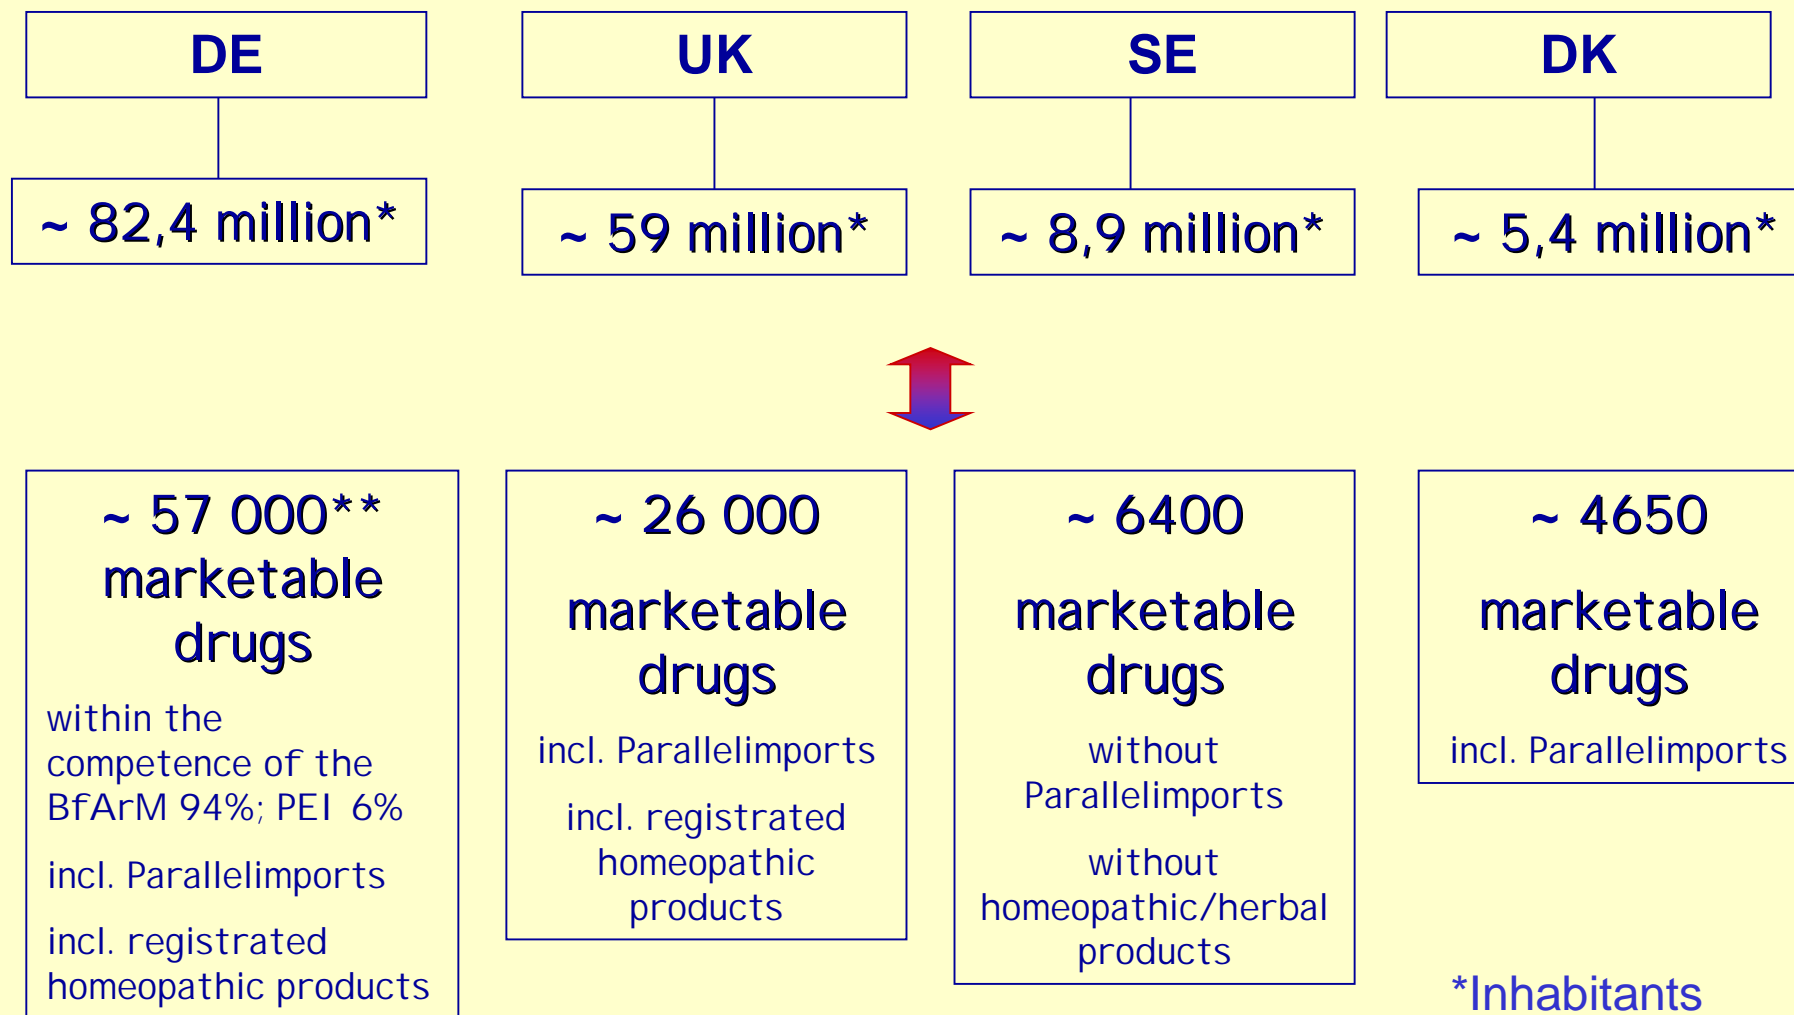 DE
~ 82,4 million*
~ 57 000**
marketable
drugs
within the
competence of the
BfArM 94%; PEI 6%
incl. Parallelimports
incl. registrated
homeopathic products
UK
~ 59 million*
~ 26 000
marketable
drugs
incl. Parallelimports
incl. registrated
homeopathic
products
SE
~ 8,9 million*
~ 6400
marketable
drugs
without
Parallelimports
without
homeopathic/herbal
products
DK
~ 5,4 million*
~ 4650
marketable
drugs
incl. Parallelimports
*Inhabitants